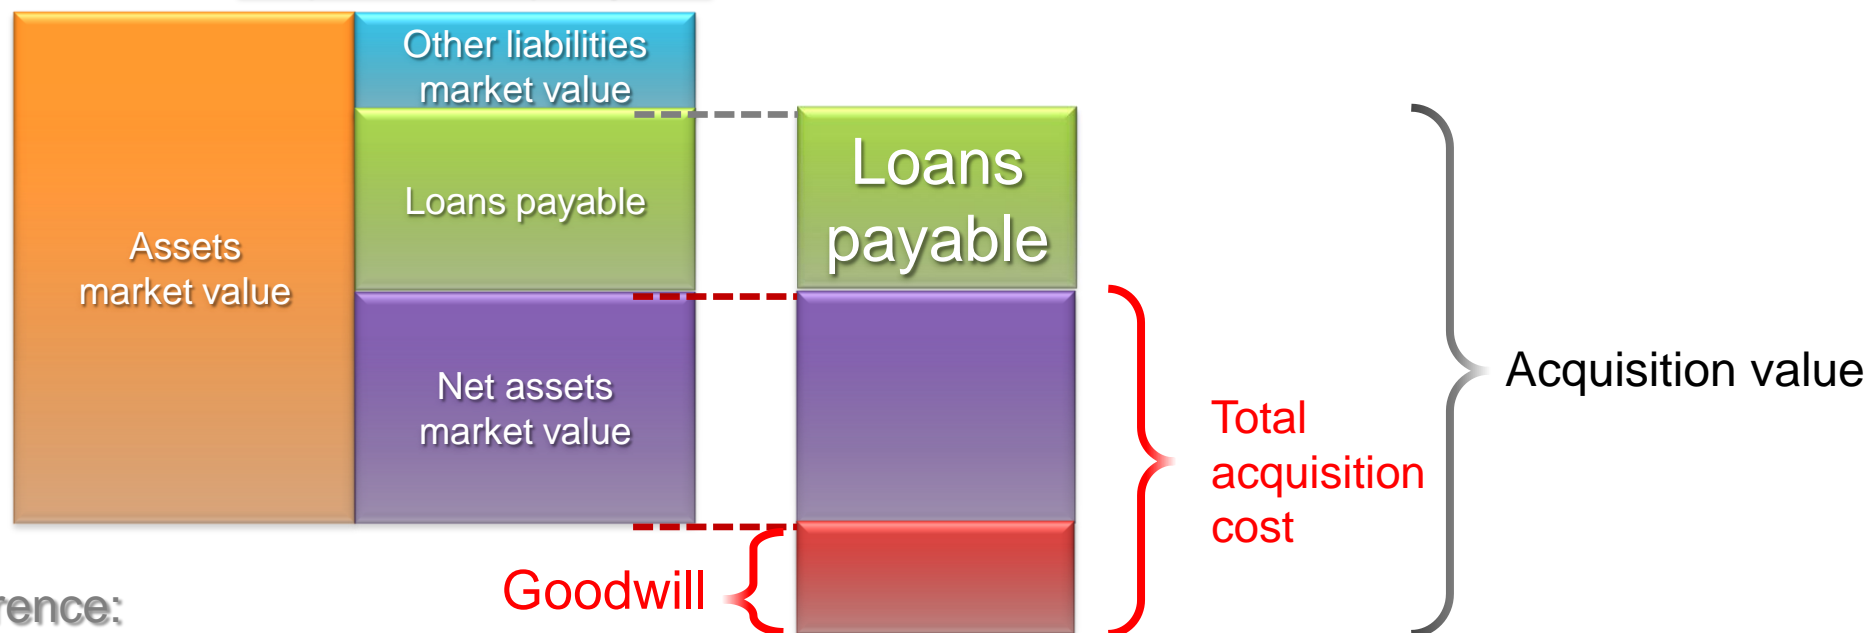 Other liabilities
market value
Loans payable
Assets
market value
Net assets
market value
Loans
payable
Goodwill
Total
acquisition
cost
Acquisition value
rence: